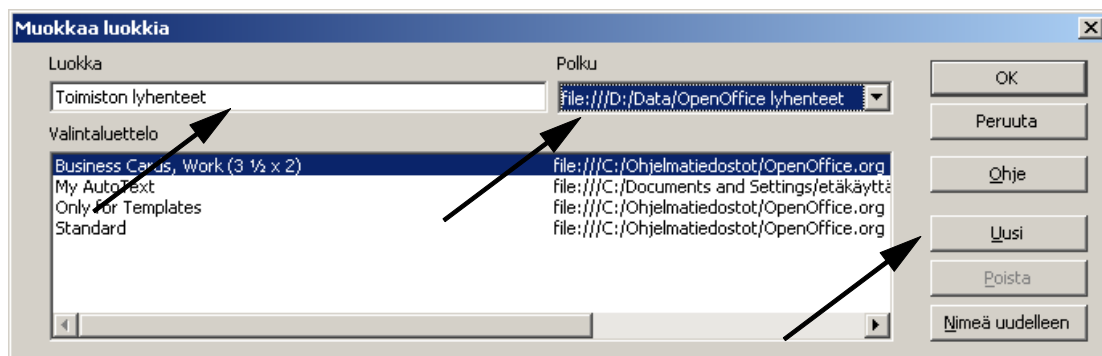 Muokkaa luokkia
Luokka Polku
Toimiston lyhenteet file:///D:/Data/OpenOffice lyhenteet
Valintaluettelo
Business Cards, Work (3 ½ x 2) file:///C:/Ohjelmatiedostot/OpenOffice.org
My AutoText file:///C:/Documents and Settings/etäkäyttä
Only for Templates file:///C:/Ohjelmatiedostot/OpenOffice.org
Standard file:///C:/Ohjelmatiedostot/OpenOffice.org
OK
Peruuta
Ohje
Uusi
Poista
Nimeä uudelleen